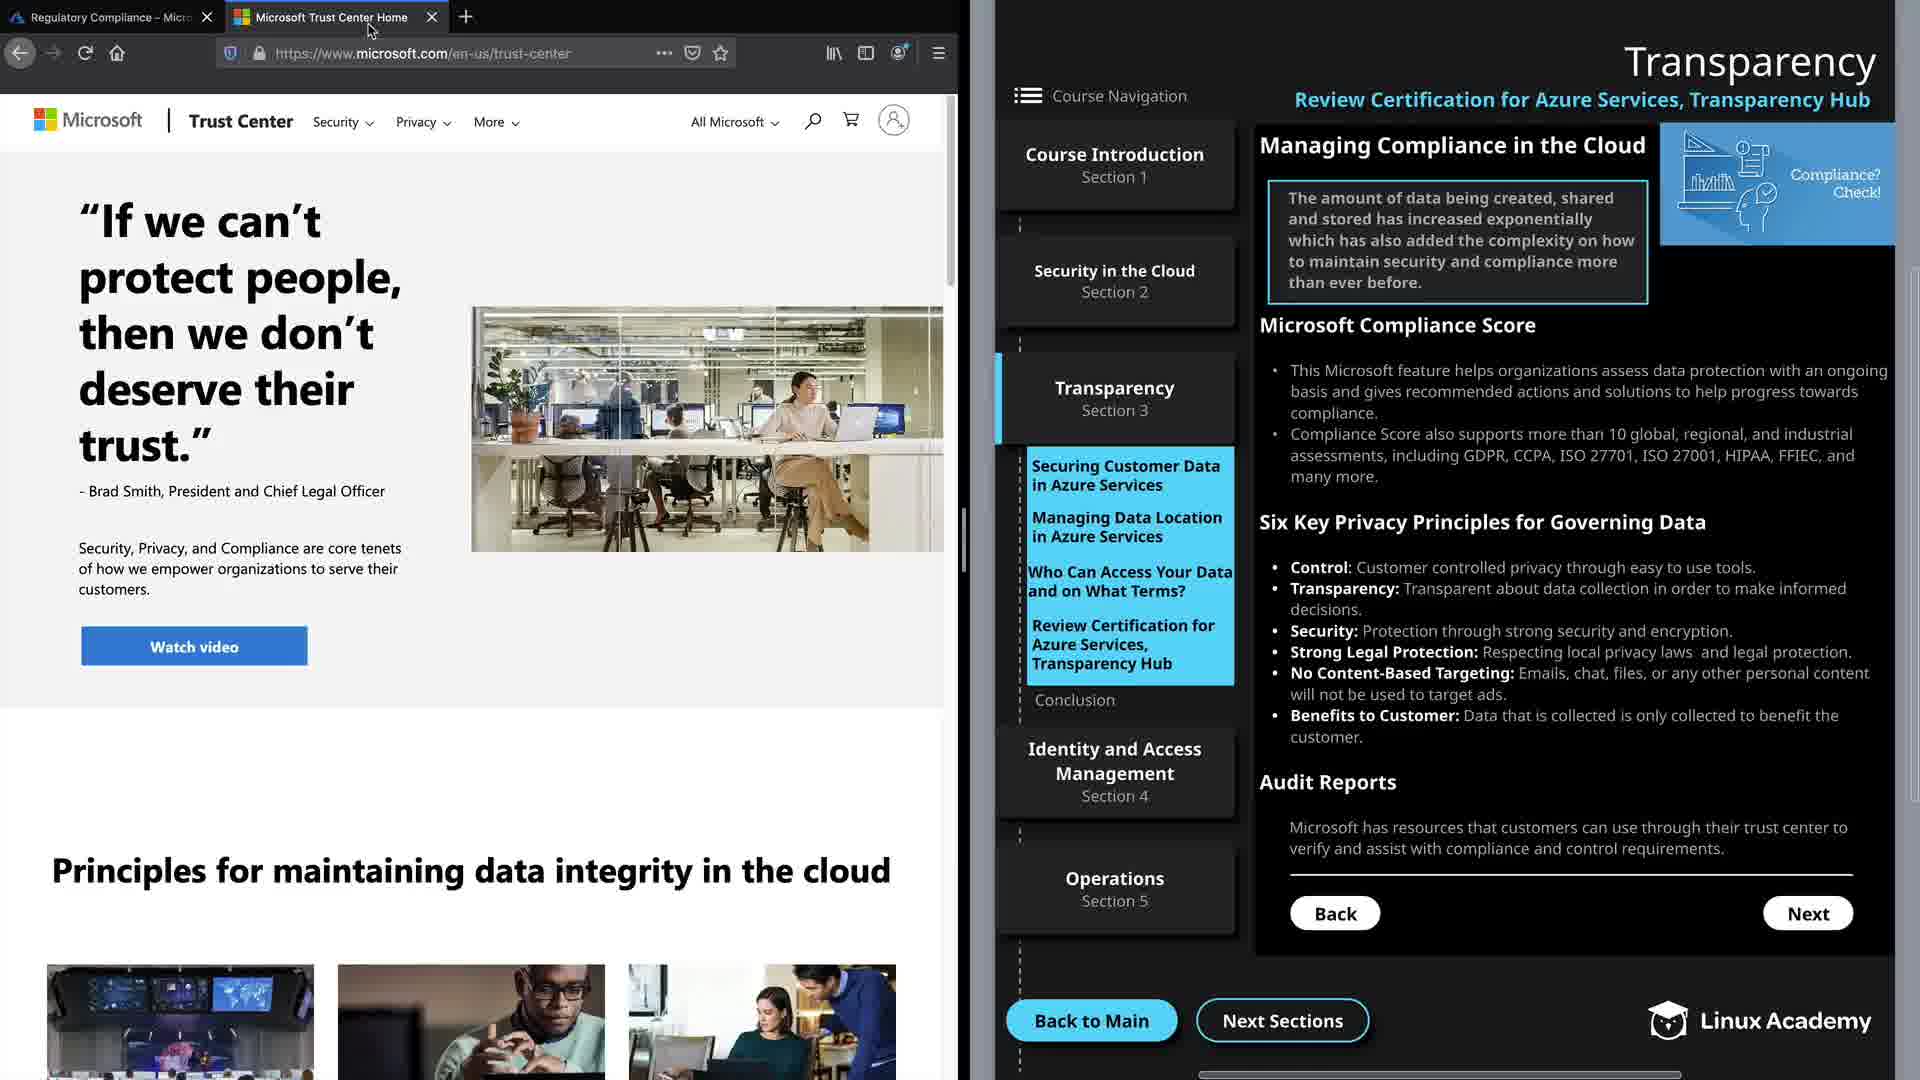 Regulatory Compliance – Micr
Microsoft Trust Center Home
https://www.microsoft.com/en-us/trust-center
Microsoft
Trust Center
Security
Privacy
More
All Microsoft
“If we can’t
protect people,
then we don’t
deserve their
trust.”
- Brad Smith, President and Chief Legal Officer
Security, Privacy, and Compliance are core tenets
of how we empower organizations to serve their
customers.
Watch video
Principles for maintaining data integrity in the cloud
Transparency
Course Navigation
Review Certification for Azure Services, Transparency Hub
Course Introduction
Section 1
Security in the Cloud
Section 2
Transparency
Section 3
Securing Customer Data
in Azure Services
Managing Data Location
in Azure Services
Who Can Access Your Data
and on What Terms?
Review Certification for
Azure Services,
Transparency Hub
Conclusion
Identity and Access
Management
Section 4
Operations
Section 5
Managing Compliance in the Cloud
Compliance?
Check!
The amount of data being created, shared
and stored has increased exponentially
which has also added the complexity on how
to maintain security and compliance more
than ever before.
Microsoft Compliance Score
• This Microsoft feature helps organizations assess data protection with an ongoing
basis and gives recommended actions and solutions to help progress towards
compliance.
• Compliance Score also supports more than 10 global, regional, and industrial
assessments, including GDPR, CCPA, ISO 27701, ISO 27001, HIPAA, FFIEC, and
many more.
Six Key Privacy Principles for Governing Data
• Control: Customer controlled privacy through easy to use tools.
• Transparency: Transparent about data collection in order to make informed
decisions.
• Security: Protection through strong security and encryption.
• Strong Legal Protection: Respecting local privacy laws and legal protection.
• No Content-Based Targeting: Emails, chat, files, or any other personal content
will not be used to target ads.
• Benefits to Customer: Data that is collected is only collected to benefit the
customer.
Audit Reports
Microsoft has resources that customers can use through their trust center to
verify and assist with compliance and control requirements.
Back
Next
Back to Main
Next Sections
Linux Academy